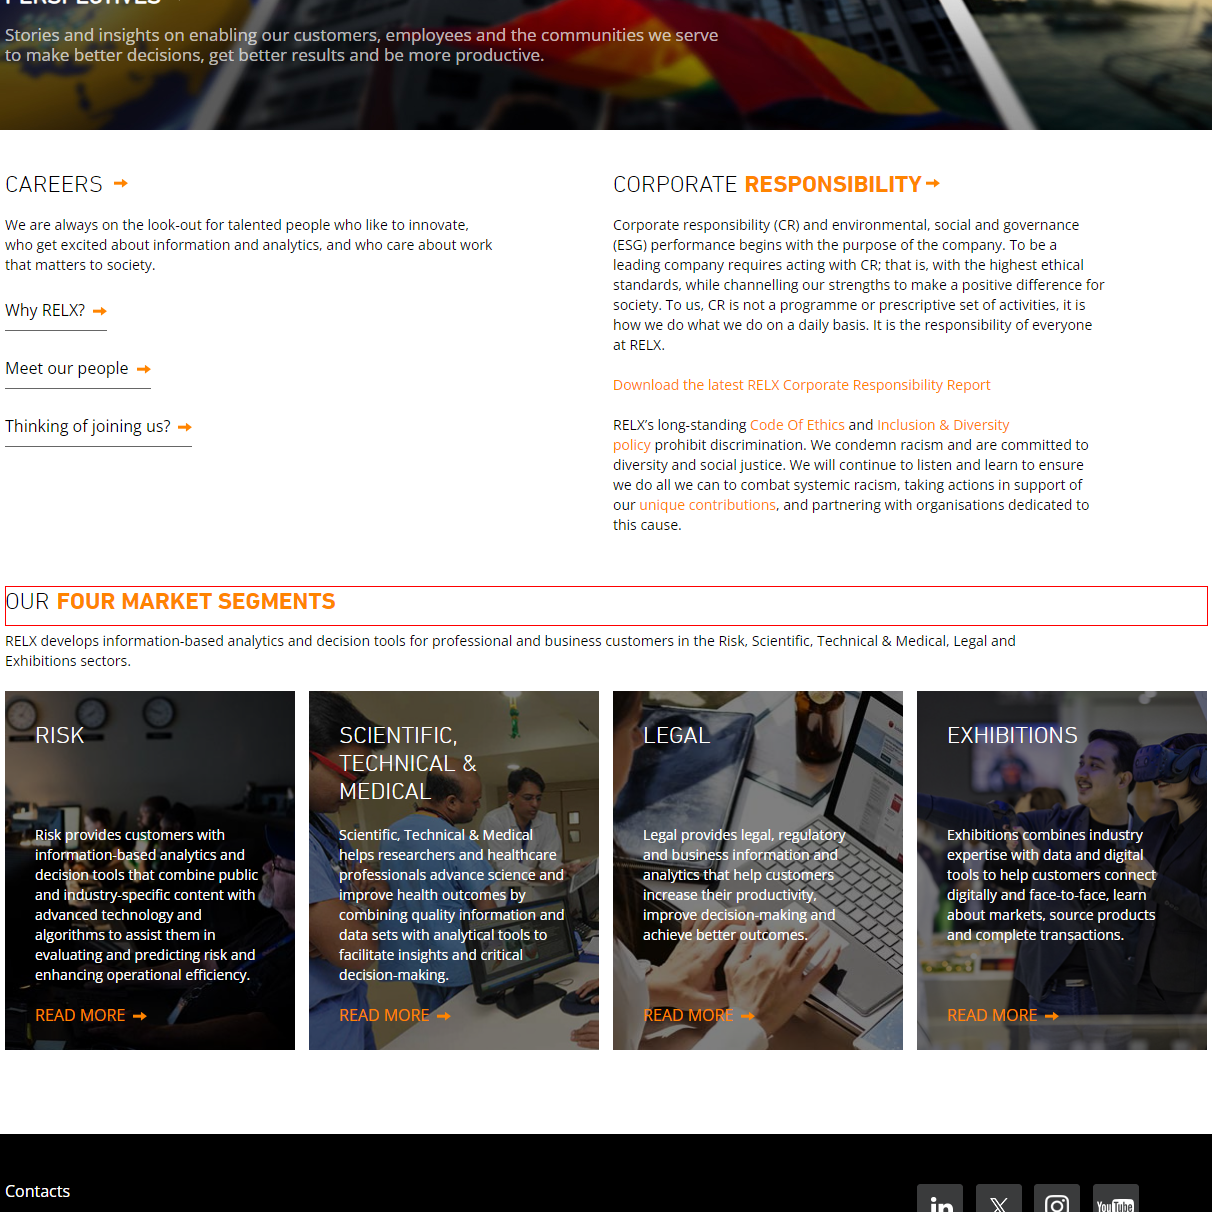 PERSPECTIVES
Stories and insights on enabling our customers, employees and the communities we serve
to make better decisions, get better results and be more productive.
CAREERS
We are always on the look-out for talented people who like to innovate,
who get excited about information and analytics, and who care about work
that matters to society.
Why RELX?
Meet our people
Thinking of joining us?
CORPORATE RESPONSIBILITY
Corporate responsibility (CR) and environmental, social and governance
(ESG) performance begins with the purpose of the company. To be a
leading company requires acting with CR; that is, with the highest ethical
standards, while channelling our strengths to make a positive difference for
society. To us, CR is not a programme or prescriptive set of activities, it is
how we do what we do on a daily basis. It is the responsibility of everyone
at RELX.
Download the latest RELX Corporate Responsibility Report
RELX’s long-standing Code Of Ethics and Inclusion & Diversity
policy prohibit discrimination. We condemn racism and are committed to
diversity and social justice. We will continue to listen and learn to ensure
we do all we can to combat systemic racism, taking actions in support of
our unique contributions, and partnering with organisations dedicated to
this cause.
OUR FOUR MARKET SEGMENTS
RELX develops information-based analytics and decision tools for professional and business customers in the Risk, Scientific, Technical & Medical, Legal and
Exhibitions sectors.
RISK
Risk provides customers with
information-based analytics and
decision tools that combine public
and industry-specific content with
advanced technology and
algorithms to assist them in
evaluating and predicting risk and
enhancing operational efficiency.
READ MORE
SCIENTIFIC,
TECHNICAL &
MEDICAL
Scientific, Technical & Medical
helps researchers and healthcare
professionals advance science and
improve health outcomes by
combining quality information and
data sets with analytical tools to
facilitate insights and critical
decision-making.
READ MORE
LEGAL
Legal provides legal, regulatory
and business information and
analytics that help customers
increase their productivity,
improve decision-making and
achieve better outcomes.
READ MORE
EXHIBITIONS
Exhibitions combines industry
expertise with data and digital
tools to help customers connect
digitally and face-to-face, learn
about markets, source products
and complete transactions.
READ MORE
Contacts
in
X
YouTube